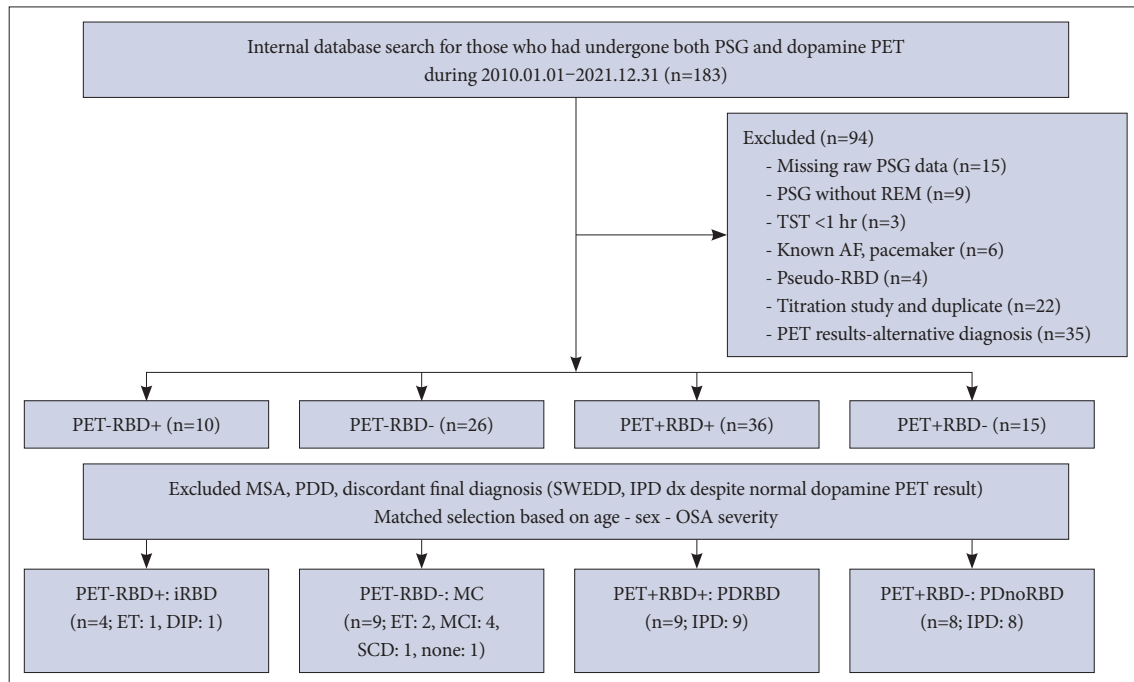 Internal database search for those who had undergone both PSG and dopamine PET
during 2010.01.01–2021.12.31 (n=183)
Excluded (n=94)
- Missing raw PSG data (n=15)
- PSG without REM (n=9)
- TST <1 hr (n=3)
- Known AF, pacemaker (n=6)
- Pseudo-RBD (n=4)
- Titration study and duplicate (n=22)
- PET results-alternative diagnosis (n=35)
PET-RBD+ (n=10)
PET-RBD- (n=26)
PET+RBD+ (n=36)
PET+RBD- (n=15)
Excluded MSA, PDD, discordant final diagnosis (SWEDD, IPD dx despite normal dopamine PET result)
Matched selection based on age - sex - OSA severity
PET-RBD+: iRBD
(n=4; ET: 1, DIP: 1)
PET-RBD-: MC
(n=9; ET: 2, MCI: 4,
SCD: 1, none: 1)
PET+RBD+: PDRBD
(n=9; IPD: 9)
PET+RBD-: PDnoRBD
(n=8; IPD: 8)